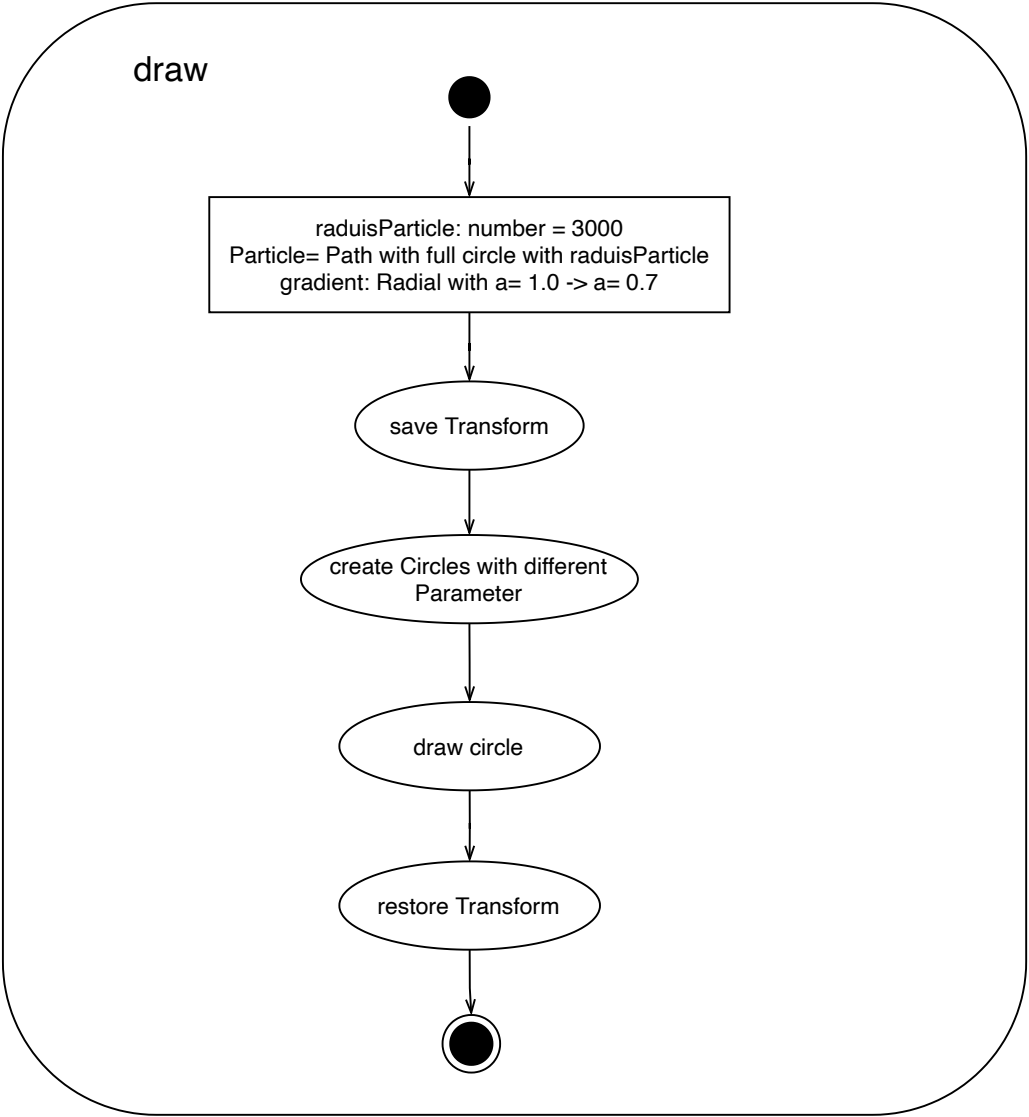 draw
raduisParticle: number = 3000
Particle= Path with full circle with raduisParticle
gradient: Radial with a= 1.0 -> a= 0.7
save Transform
create Circles with different
Parameter
draw circle
restore Transform